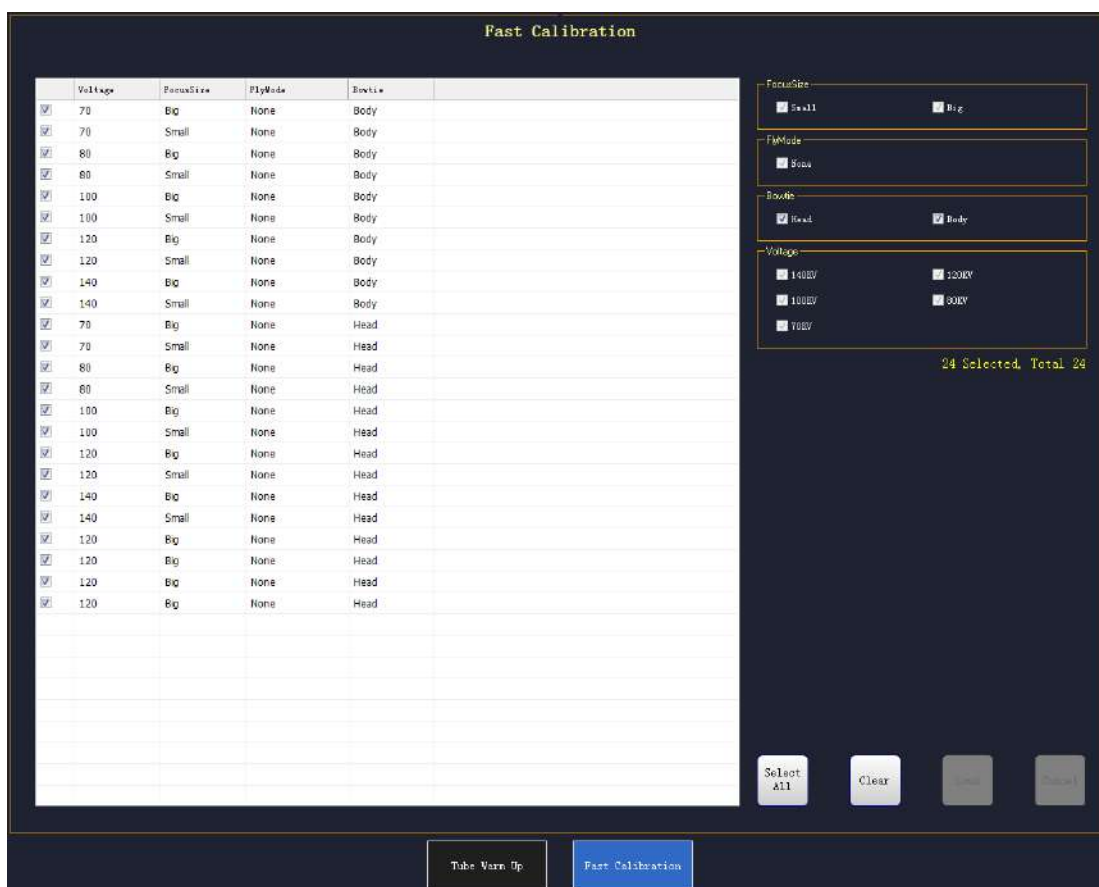 Fast Calibration
Voltage FocusSize FlyMode Bowtie
70 Big None Body
70 Small None Body
80 Big None Body
80 Small None Body
100 Big None Body
100 Small None Body
120 Big None Body
120 Small None Body
140 Big None Body
140 Small None Body
70 Big None Head
70 Small None Head
80 Big None Head
80 Small None Head
100 Big None Head
100 Small None Head
120 Big None Head
120 Small None Head
140 Big None Head
140 Small None Head
120 Big None Head
120 Big None Head
120 Big None Head
120 Big None Head
FocusSize
Small Big
FlyMode
None
Bowtie
Head Body
Voltage
140KV 120KV
100KV 80KV
70KV
24 Selected, Total 24
Select
All
Clear
Tube Warm Up
Fast Calibration